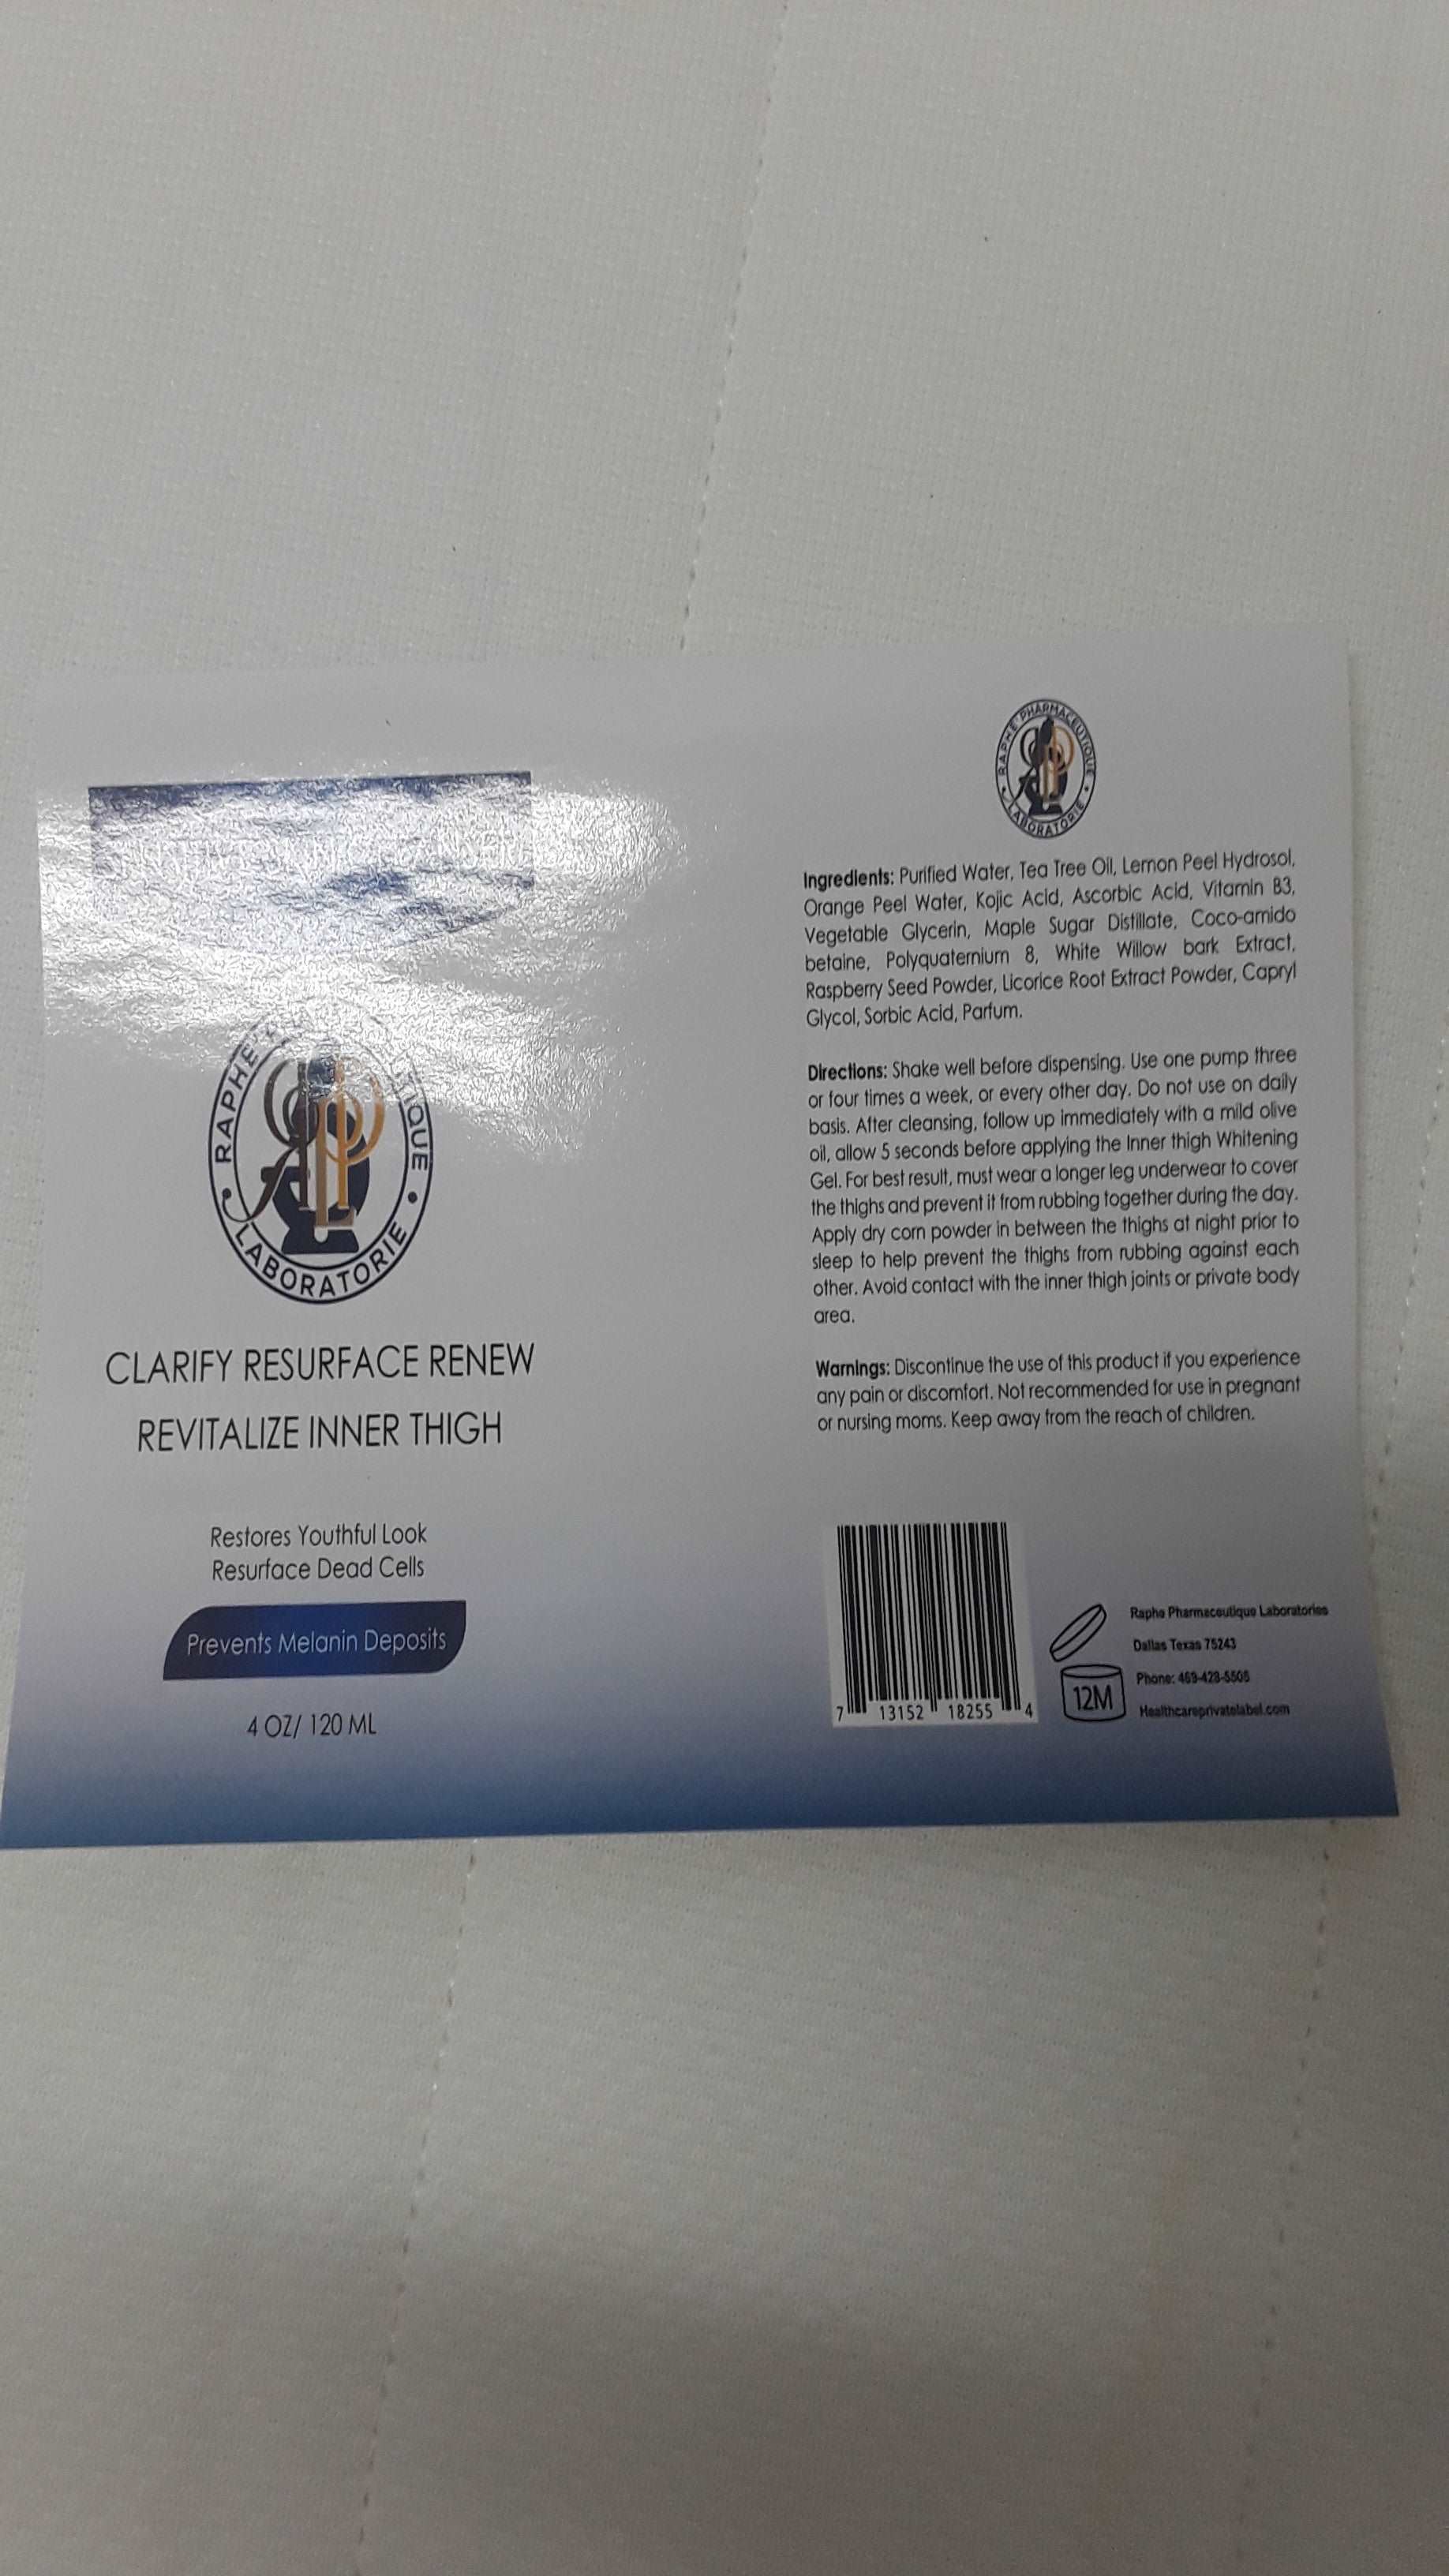 RAPHE IQUE
LABORATORIE
CLARIFY RESURFACE RENEW
REVITALIZE INNER THIGH
Restores Youthful Look
Resurface Dead Cells
Prevents Melanin Deposits
4 OZ/ 120 ML
RAPHE PHARMACEUTIQUE
LABORATORIE
Ingredients: Purified Water, Tea Tree Oil, Lemon Peel Hydrosol,
Orange Peel Water, Kojic Acid, Ascorbic Acid, Vitamin B3,
Vegetable Glycerin, Maple Sugar Distillate, Coco-amido
betaine, Polyquaternium 8, White Willow bark Extract,
Raspberry Seed Powder, Licorice Root Extract Powder, Capryl
Glycol, Sorbic Acid, Parfum.
Directions: Shake well before dispensing. Use one pump three
or four times a week, or every other day. Do not use on daily
basis. After cleansing, follow up immediately with a mild olive
oil, allow 5 seconds before applying the Inner thigh Whitening
Gel. For best result, must wear a longer leg underwear to cover
the thighs and prevent it from rubbing together during the day.
Apply dry corn powder in between the thighs at night prior to
sleep to help prevent the thighs from rubbing against each
other. Avoid contact with the inner thigh joints or private body
area.
Warnings: Discontinue the use of this product if you experience
any pain or discomfort. Not recommended for use in pregnant
or nursing moms. Keep away from the reach of children.
7 13152 18255 4
12M
Raphe Pharmaceutique Laboratories
Dallas Texas 75243
Phone: 469-428-5505
Healthcareprivatelabel.com